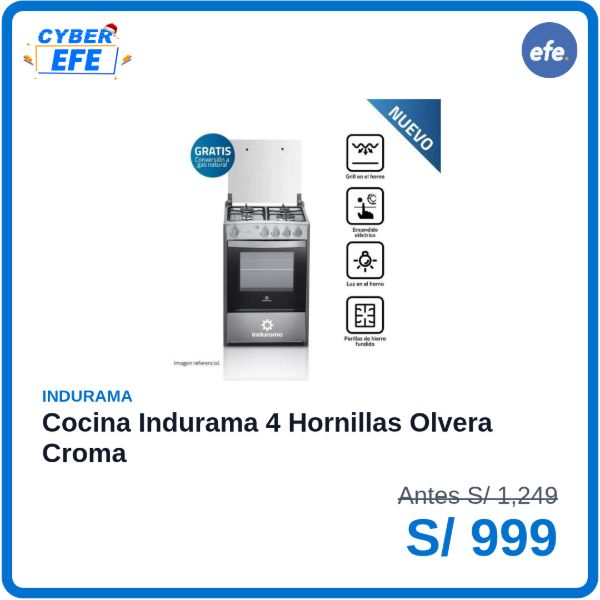 CYBER
EFE
efe.
NUEVO
GRATIS
Conversión a
gas natural
Grill en el horno
Encendido
eléctrico
Luz en el horno
Parillas de hierro
fundido
indurama
Imagen referencial.
INDURAMA
Cocina Indurama 4 Hornillas Olvera
Croma
Antes S/ 1,249
S/ 999